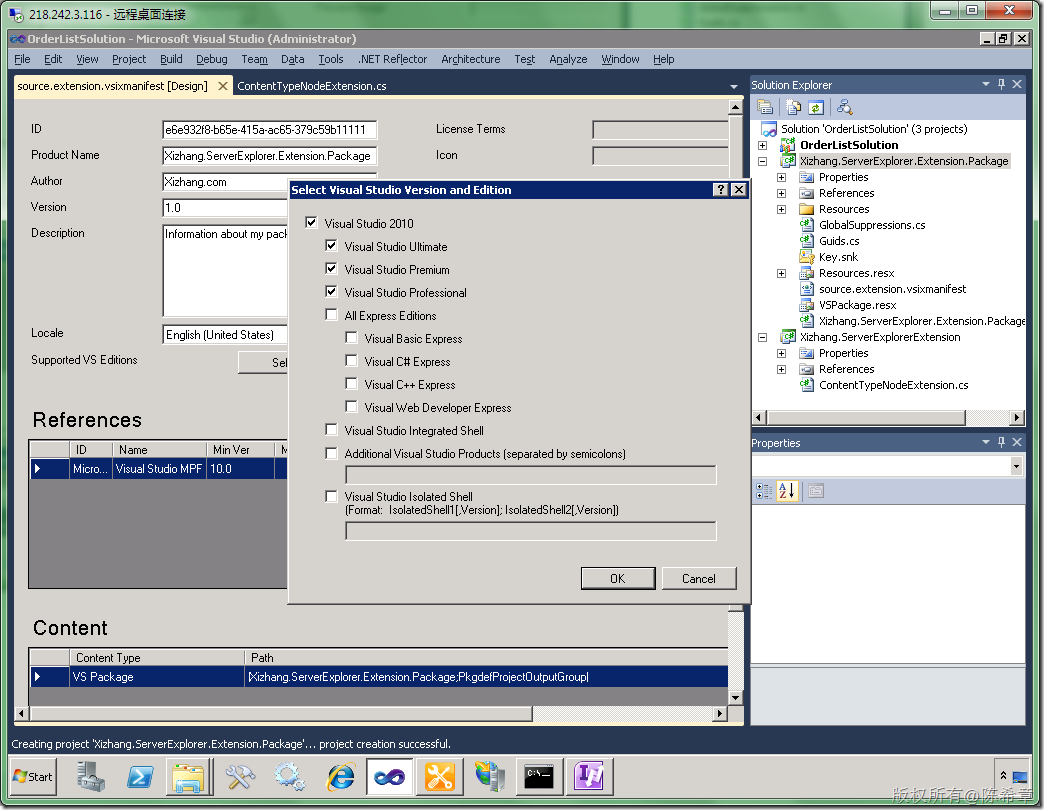 218.242.3.116 - 远程桌面连接
OrderListSolution - Microsoft Visual Studio (Administrator)
File Edit View Project Build Debug Team Data Tools .NET Reflector Architecture Test Analyze Window Help
source.extension.vsixmanifest [Design] ContentTypeNodeExtension.cs
ID e6e932f8-b65e-415a-ac65-379c59b11111 License Terms
Product Name Xizhang.ServerExplorer.Extension.Package Icon
Author Xizhang.com
Version 1.0
Description Information about my pack
Locale English (United States)
Supported VS Editions Sel
References
ID Name Min Ver M
Micro... Visual Studio MPF 10.0
Content
Content Type Path
VS Package |Xizhang.ServerExplorer.Extension.Package;PkgdefProjectOutputGroup|
Select Visual Studio Version and Edition
Visual Studio 2010
Visual Studio Ultimate
Visual Studio Premium
Visual Studio Professional
All Express Editions
Visual Basic Express
Visual C# Express
Visual C++ Express
Visual Web Developer Express
Visual Studio Integrated Shell
Additional Visual Studio Products (separated by semicolons)
Visual Studio Isolated Shell
(Format: IsolatedShell1[,Version]; IsolatedShell2[,Version])
OK Cancel
Solution Explorer
Solution 'OrderListSolution' (3 projects)
OrderListSolution
Xizhang.ServerExplorer.Extension.Package
Properties
References
Resources
GlobalSuppressions.cs
Guids.cs
Key.snk
Resources.resx
source.extension.vsixmanifest
VSPackage.resx
Xizhang.ServerExplorer.Extension.Package
Xizhang.ServerExplorerExtension
Properties
References
ContentTypeNodeExtension.cs
Properties
Creating project 'Xizhang.ServerExplorer.Extension.Package'... project creation successful.
Start
版权所有@陈希章